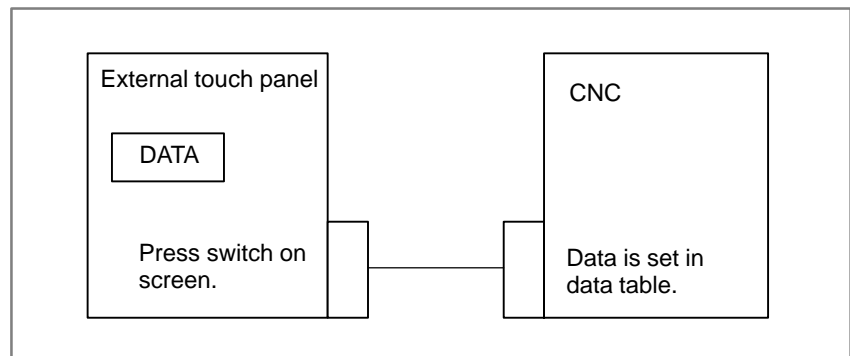 External touch panel
DATA
Press switch on
screen.
CNC
Data is set in
data table.